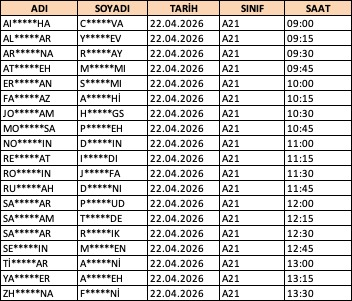 ADI SOYADI TARİH SINIF SAAT
Al*****HA C*****VA 22.04.2026 A21 09:00
AL*****AR Y*****EV 22.04.2026 A21 09:15
AR*****NA R*****AY 22.04.2026 A21 09:30
AT*****EH M*****MI 22.04.2026 A21 09:45
ER*****AN S*****MI 22.04.2026 A21 10:00
FA*****AZ A*****Hİ 22.04.2026 A21 10:15
JO*****AM H*****GS 22.04.2026 A21 10:30
MO*****SA P*****EH 22.04.2026 A21 10:45
NO*****IN D*****IN 22.04.2026 A21 11:00
RE*****AT I*****DI 22.04.2026 A21 11:15
RO*****IN J*****FA 22.04.2026 A21 11:30
RU*****AH D*****NI 22.04.2026 A21 11:45
SA*****AR P*****UD 22.04.2026 A21 12:00
SA*****AM T*****DE 22.04.2026 A21 12:15
SA*****AR R*****IK 22.04.2026 A21 12:30
SE*****IN M*****EN 22.04.2026 A21 12:45
Tİ*****AR A*****Nİ 22.04.2026 A21 13:00
YA*****ER A*****EH 22.04.2026 A21 13:15
ZH*****NA F*****Nİ 22.04.2026 A21 13:30